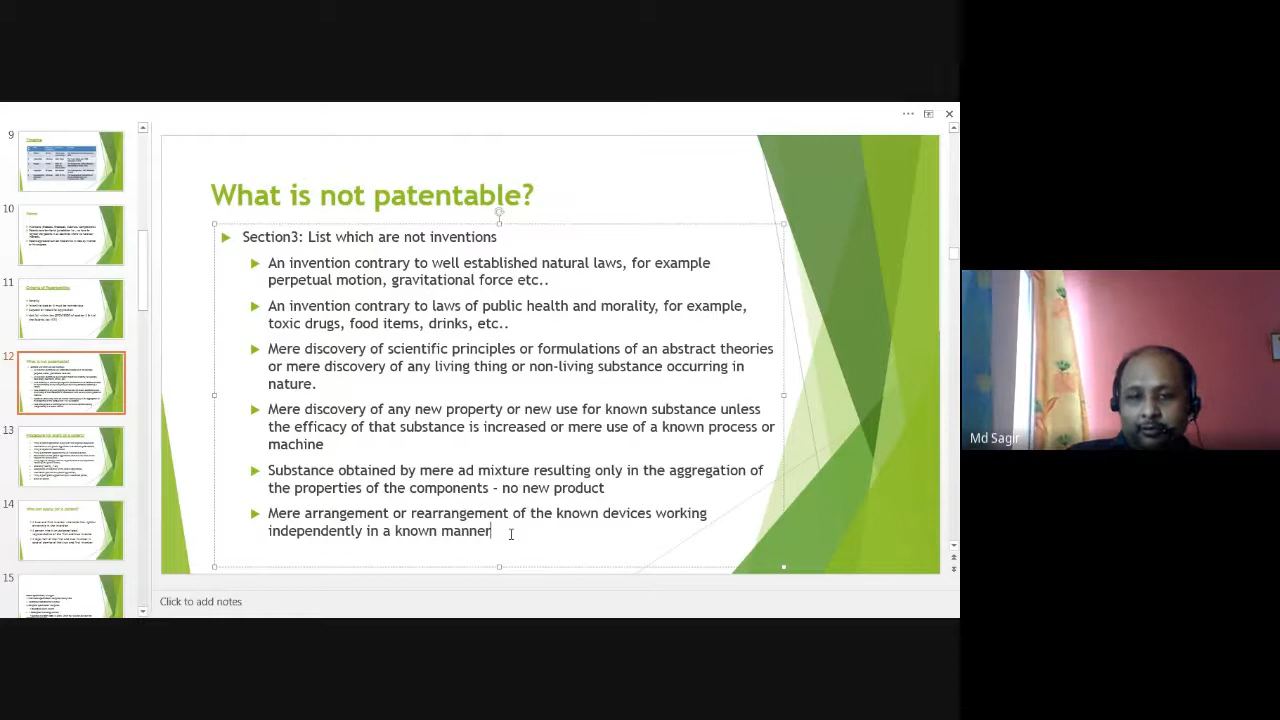 What is not patentable?
Section3: List which are not inventions
An invention contrary to well established natural laws, for example
perpetual motion, gravitational force etc..
An invention contrary to laws of public health and morality, for example,
toxic drugs, food items, drinks, etc..
Mere discovery of scientific principles or formulations of an abstract theories
or mere discovery of any living thing or non-living substance occurring in
nature.
Mere discovery of any new property or new use for known substance unless
the efficacy of that substance is increased or mere use of a known process or
machine
Substance obtained by mere ad mixture resulting only in the aggregation of
the properties of the components - no new product
Mere arrangement or rearrangement of the known devices working
independently in a known manner
Click to add notes
9
10
11
12
13
14
15
Md Sagir